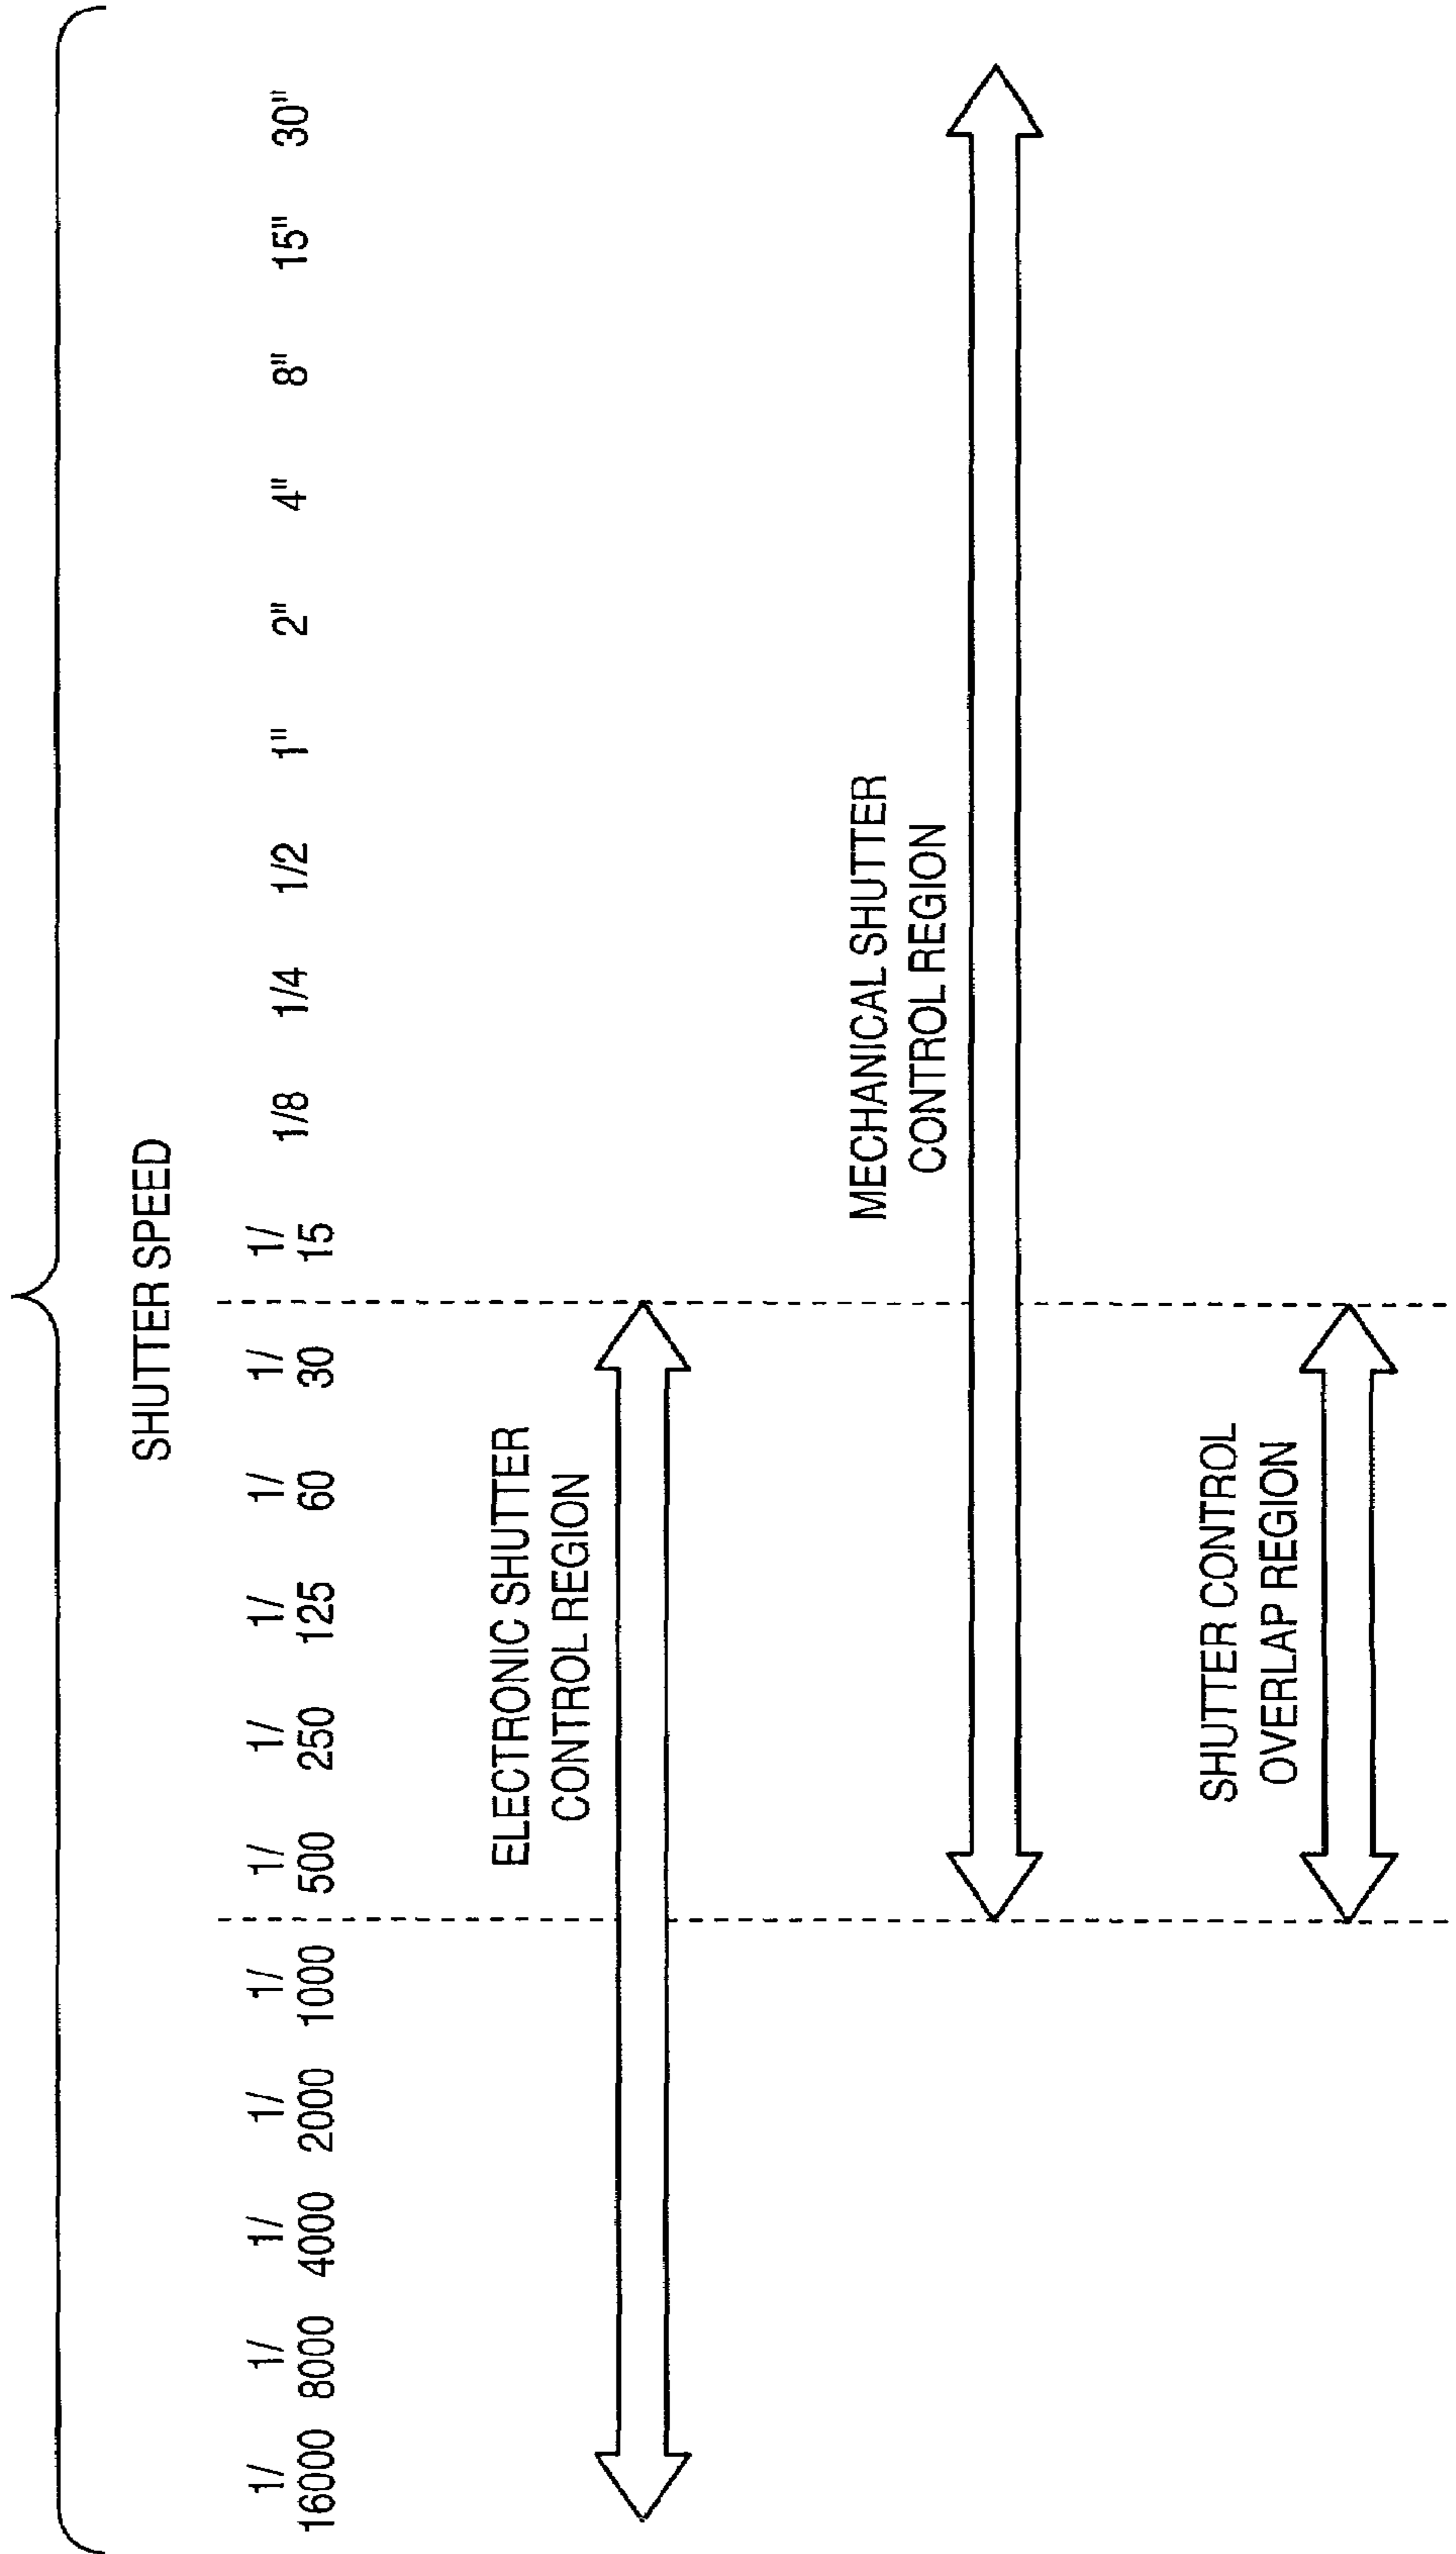 SHUTTER SPEED
1/ 1/ 1/ 1/ 1/ 1/ 1/ 1/ 1/ 1/ 1/
16000 8000 4000 2000 1000 500 250 125 60 30 15 1/8 1/4 1/2 1" 2" 4" 8" 15" 30"
ELECTRONIC SHUTTER
CONTROL REGION
MECHANICAL SHUTTER
CONTROL REGION
SHUTTER CONTROL
OVERLAP REGION